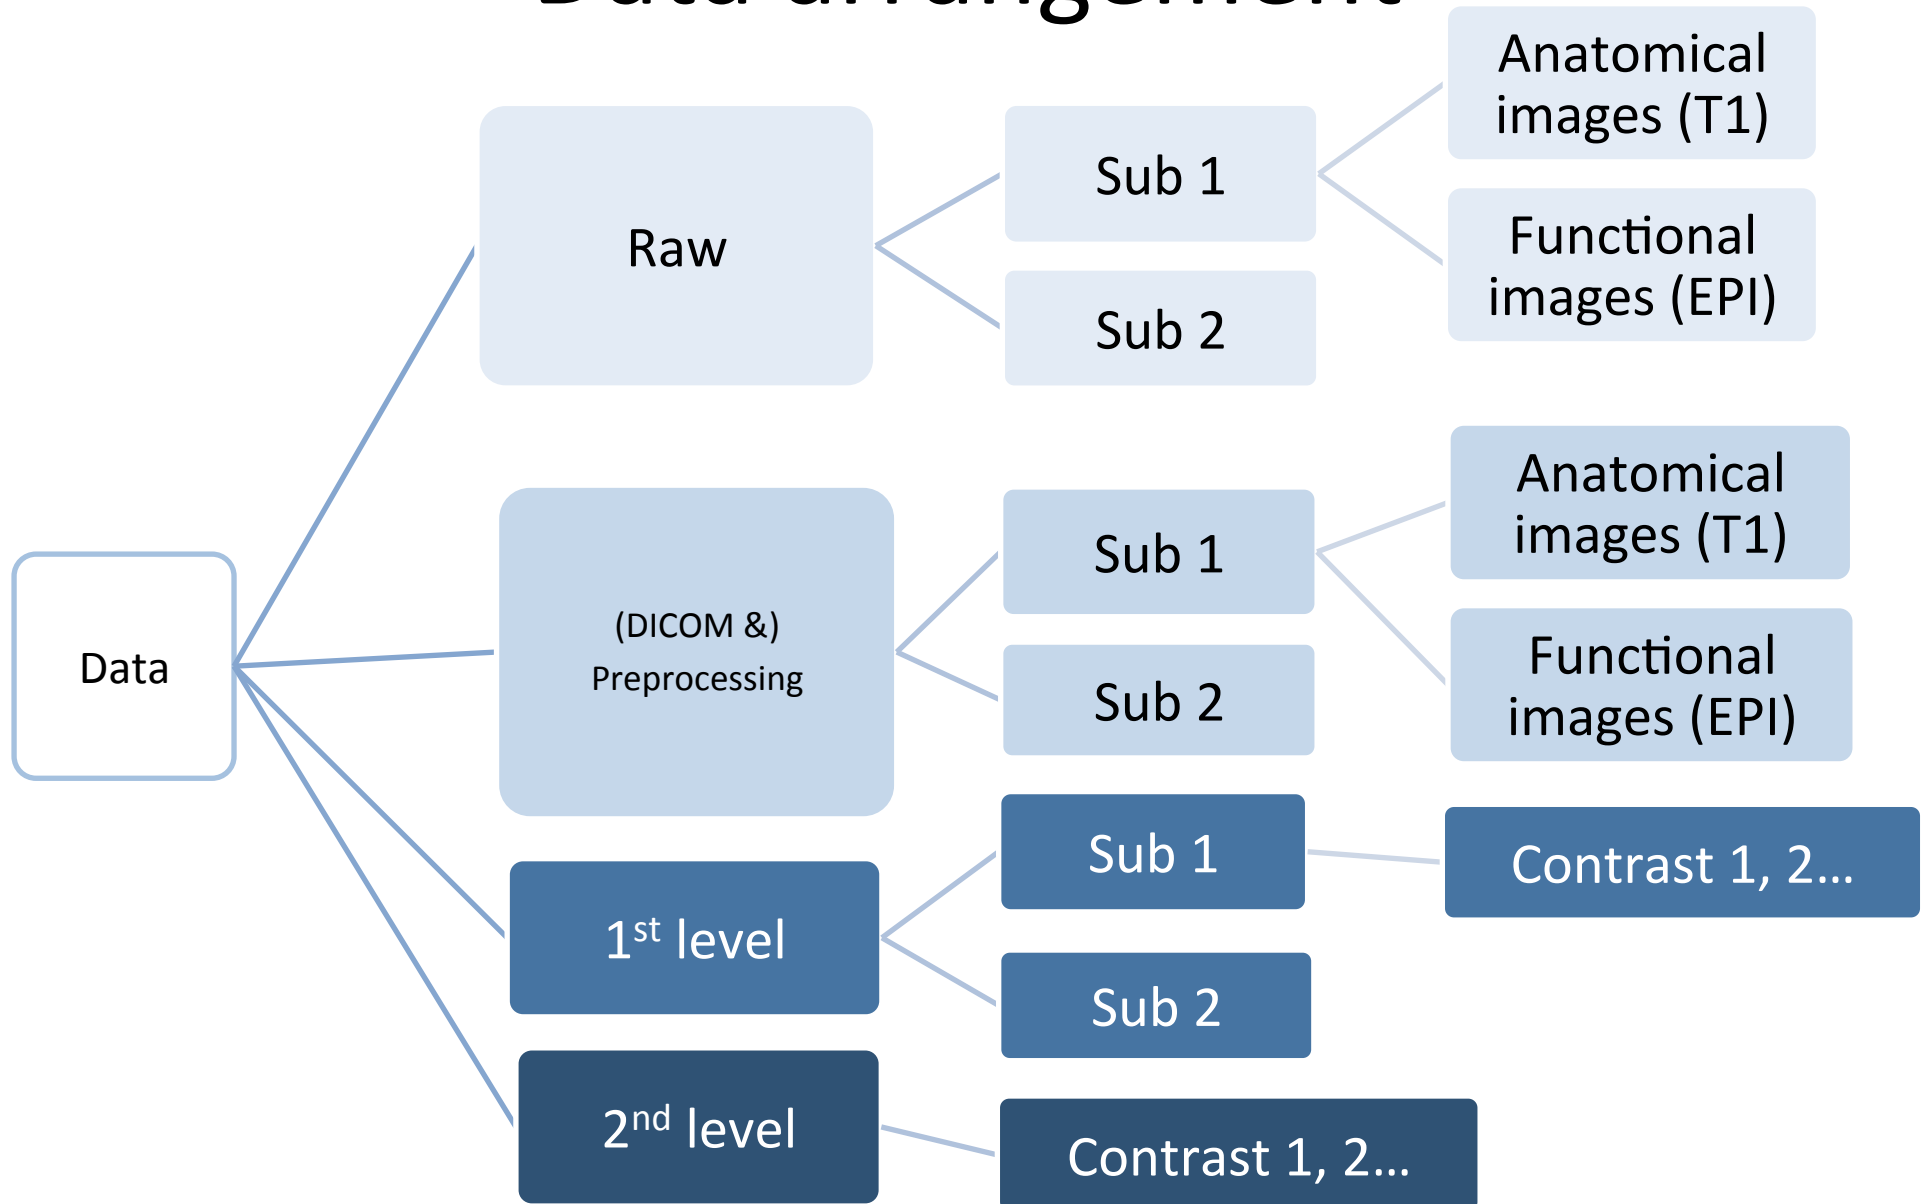 Data arrangement
Anatomical
images (T1)
Sub 1
Raw
Functional
images (EPI)
Sub 2
Anatomical
images (T1)
Sub 1
(DICOM &)
Preprocessing
Data
Functional
images (EPI)
Sub 2
Sub 1
Contrast 1, 2...
1st level
Sub 2
2nd level
Contrast 1, 2...